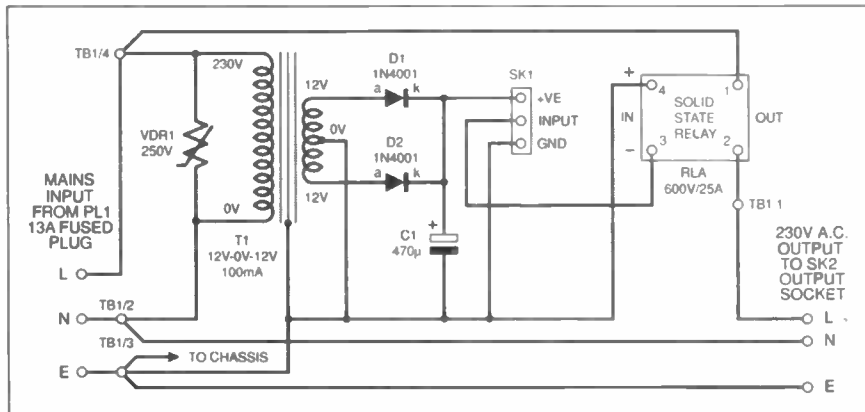 TB1/4
230V
VDR1
250V
0V
T1
12V-0V-12V
100mA
MAINS
INPUT
FROM PL1
13A FUSED
PLUG
L
N
E
TB1/2
TB1/3
TO CHASSIS
12V
0V
12V
D1
1N4001
a
k
D2
1N4001
a
k
+
C1
470µ
SK1
+VE
INPUT
GND
+
4
1
IN
SOLID
STATE
RELAY
OUT
−
3
2
RLA
600V/25A
TB1 1
230V A.C.
OUTPUT
TO SK2
OUTPUT
SOCKET
L
N
E